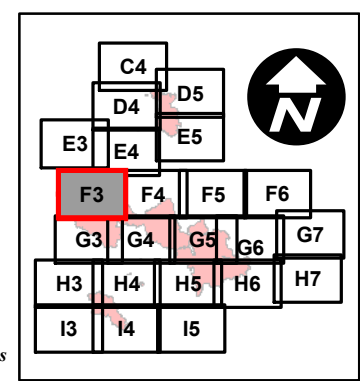 C4
D4 D5
E3 E4 E5
N
F3 F4 F5 F6
G3 G4 G5 G6 G7
H3 H4 H5 H6 H7
I3 I4 I5
s